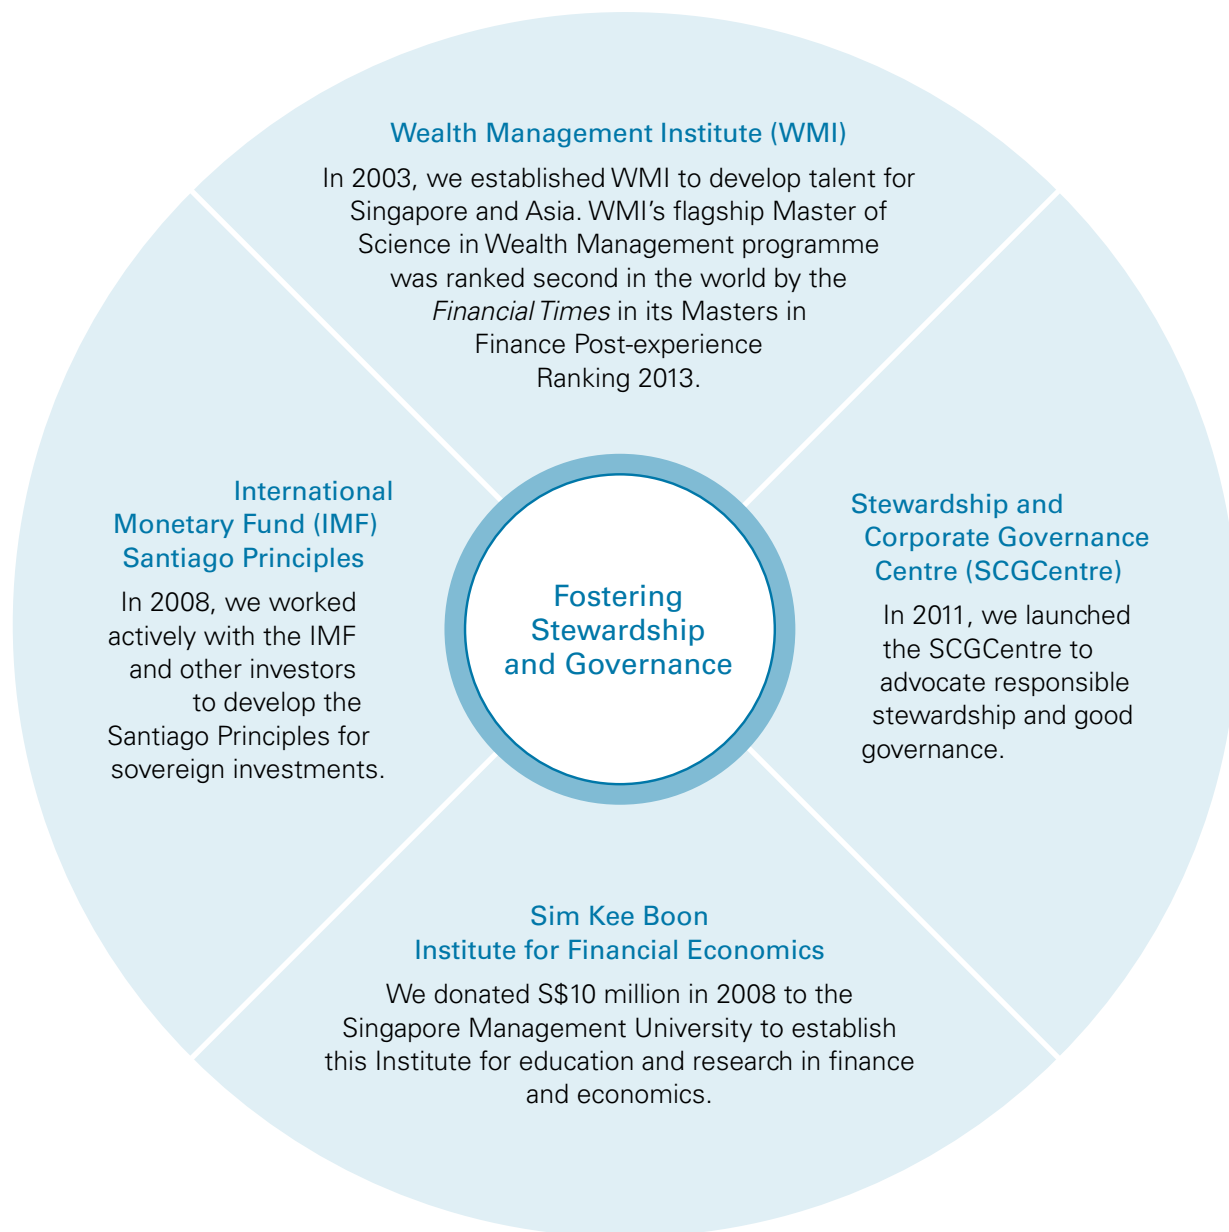 Wealth Management Institute (WMI)
In 2003, we established WMI to develop talent for
Singapore and Asia. WMI’s flagship Master of
Science in Wealth Management programme
was ranked second in the world by the
Financial Times in its Masters in
Finance Post-experience
Ranking 2013.
International
Monetary Fund (IMF)
Santiago Principles
In 2008, we worked
actively with the IMF
and other investors
to develop the
Santiago Principles for
sovereign investments.
Fostering
Stewardship
and Governance
Stewardship and
Corporate Governance
Centre (SCGCentre)
In 2011, we launched
the SCGCentre to
advocate responsible
stewardship and good
governance.
Sim Kee Boon
Institute for Financial Economics
We donated S$10 million in 2008 to the
Singapore Management University to establish
this Institute for education and research in finance
and economics.